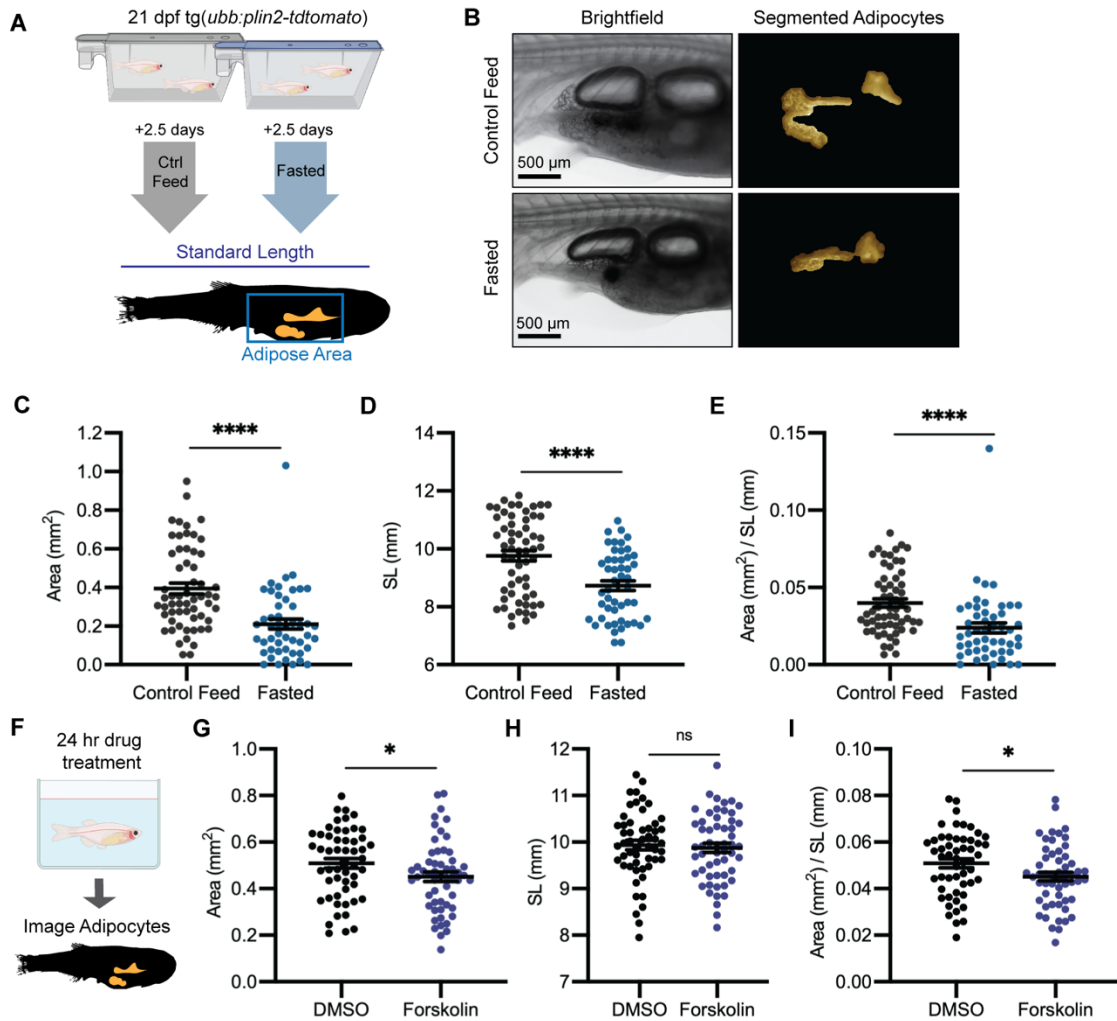 A
21 dpf tg(ubb:plin2-tdtomato)
+2.5 days
+2.5 days
Ctrl
Feed
Fasted
Standard Length
Adipose Area
B
Brightfield
Segmented Adipocytes
Control Feed
500 µm
Fasted
500 µm
C
****
1.2
1.0
0.8
0.6
0.4
0.2
0.0
Area (mm²)
Control Feed
Fasted
D
****
14
12
10
8
6
SL (mm)
Control Feed
Fasted
E
****
0.15
0.10
0.05
0.00
Area (mm²) / SL (mm)
Control Feed
Fasted
F
24 hr drug
treatment
Image Adipocytes
G
*
1.0
0.8
0.6
0.4
0.2
0.0
Area (mm²)
DMSO
Forskolin
H
ns
12
11
10
9
7
SL (mm)
DMSO
Forskolin
I
*
0.10
0.08
0.06
0.04
0.02
0.00
Area (mm²) / SL (mm)
DMSO
Forskolin